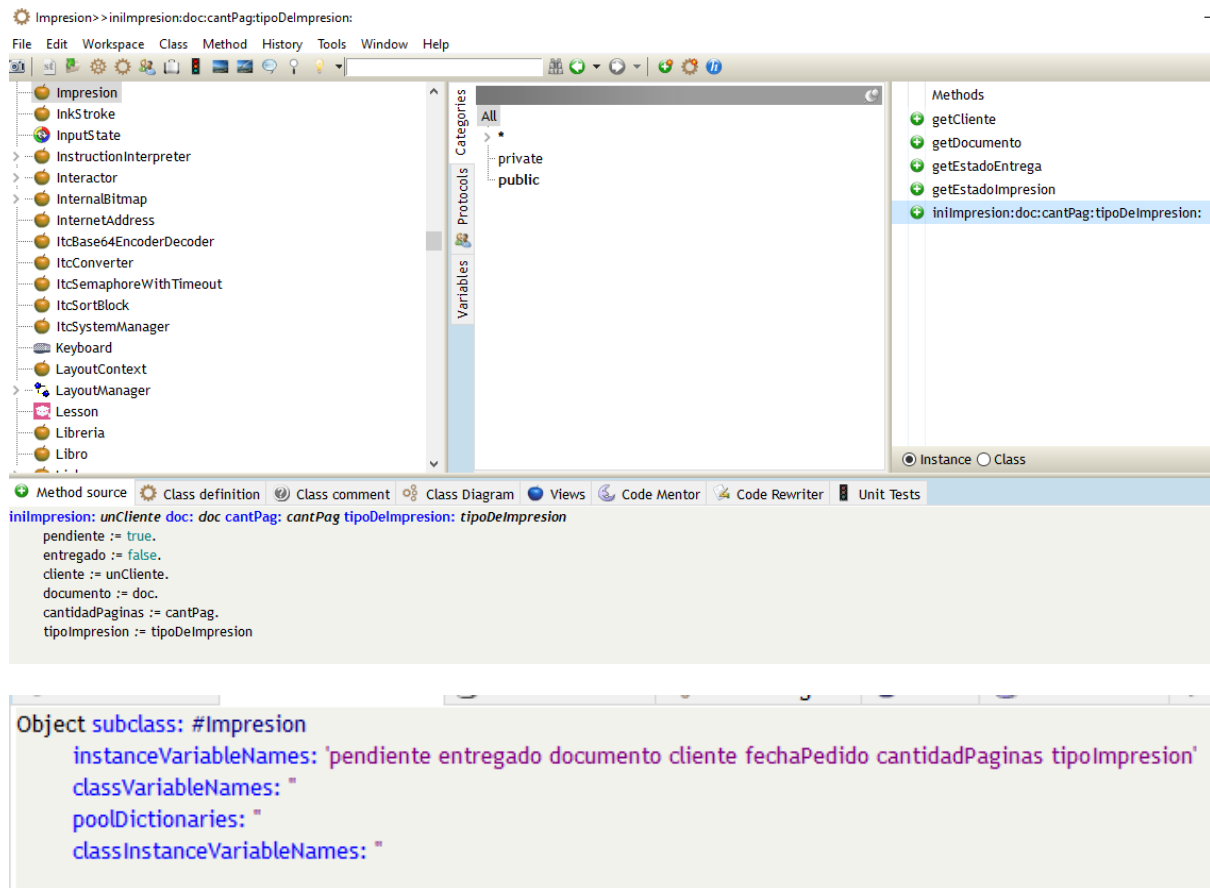 Impresion>>iniImpresion:doc:cantPag:tipoDeImpresion:
File Edit Workspace Class Method History Tools Window Help
Impresion
InkStroke
InputState
InstructionInterpreter
Interactor
InternalBitmap
InternetAddress
ItcBase64EncoderDecoder
ItcConverter
ItcSemaphoreWithTimeout
ItcSortBlock
ItcSystemManager
Keyboard
LayoutContext
LayoutManager
Lesson
Libreria
Libro
Categories
Protocols
Variables
All
*
private
public
Methods
getCliente
getDocumento
getEstadoEntrega
getEstadoImpresion
iniImpresion:doc:cantPag:tipoDeImpresion:
Instance Class
Method source Class definition Class comment Class Diagram Views Code Mentor Code Rewriter Unit Tests
iniImpresion: unCliente doc: doc cantPag: cantPag tipoDeImpresion: tipoDeImpresion
pendiente := true.
entregado := false.
cliente := unCliente.
documento := doc.
cantidadPaginas := cantPag.
tipoImpresion := tipoDeImpresion
Object subclass: #Impresion
instanceVariableNames: 'pendiente entregado documento cliente fechaPedido cantidadPaginas tipoImpresion'
classVariableNames: ''
poolDictionaries: ''
classInstanceVariableNames: ''